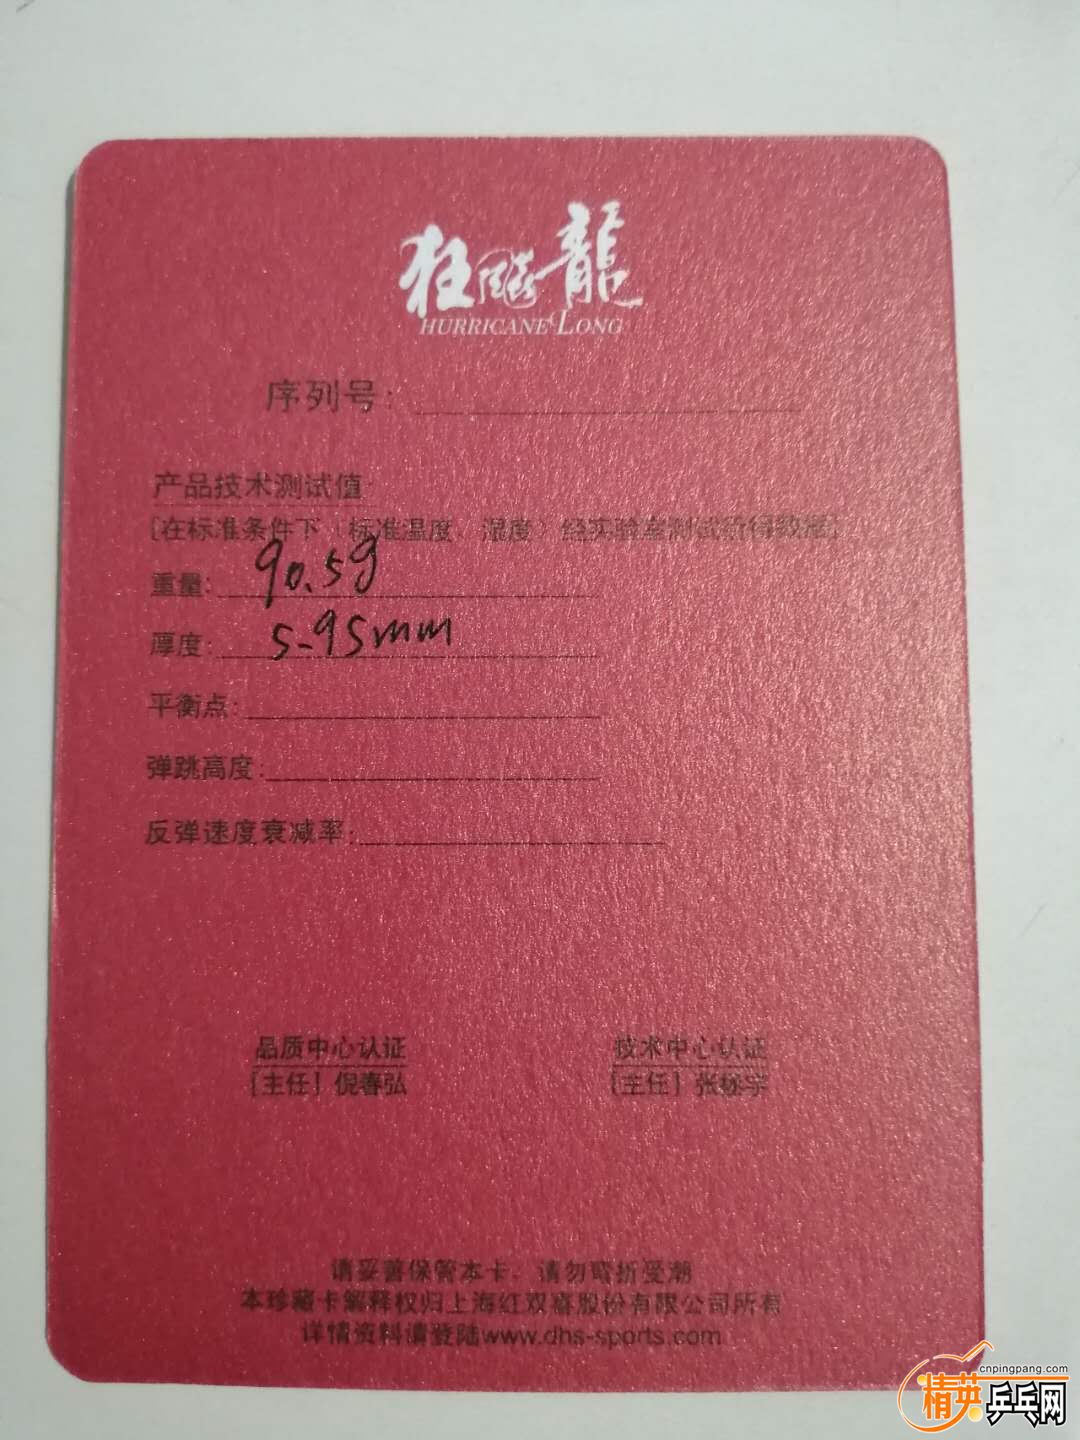 狂飚龍
HURRICANE LONG
序列号:
产品技术测试值
[在标准条件下(标准温度、湿度)经实验室测试所得数据]
重量: 90.5g
厚度: 5-95mm
平衡点:
弹跳高度:
反弹速度衰减率:
品质中心认证
[主任] 倪春弘
技术中心认证
[主任] 张
请妥善保管本卡, 请勿弯折受潮
本珍藏卡解释权归上海红双喜股份有限公司所有
详情资料请登陆www.dhs-sports.com
cnpingpang.com
精英乒乓网